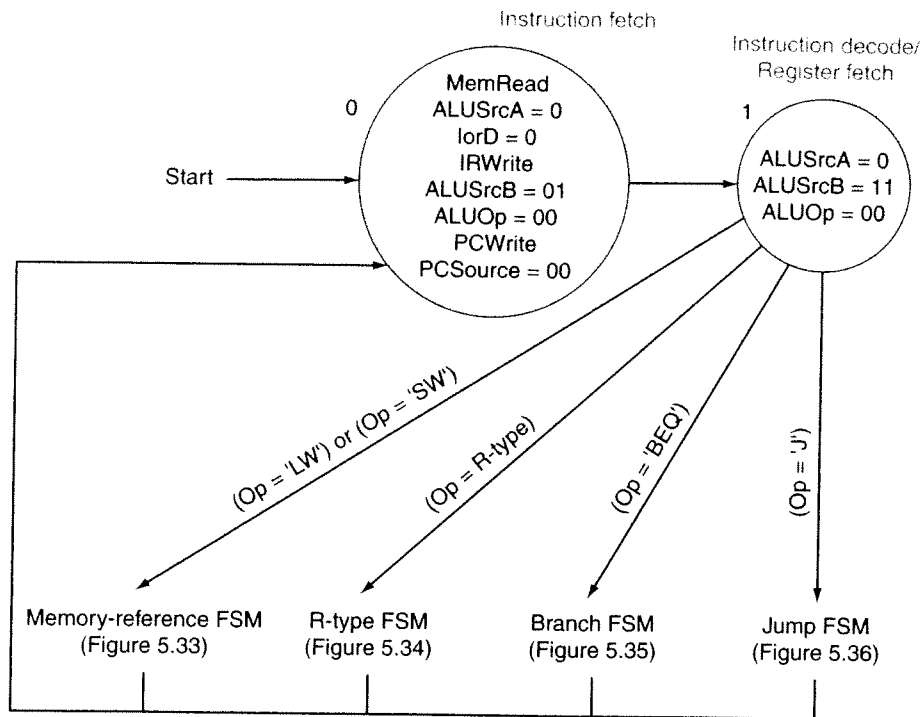 Instruction fetch
Instruction decode/
Register fetch
0
MemRead
ALUSrcA = 0
IorD = 0
IRWrite
ALUSrcB = 01
ALUOp = 00
PCWrite
PCSource = 00
1
ALUSrcA = 0
ALUSrcB = 11
ALUOp = 00
Start
(Op = 'LW') or (Op = 'SW')
(Op = R-type)
(Op = 'BEQ')
(Op = 'J')
Memory-reference FSM
(Figure 5.33)
R-type FSM
(Figure 5.34)
Branch FSM
(Figure 5.35)
Jump FSM
(Figure 5.36)